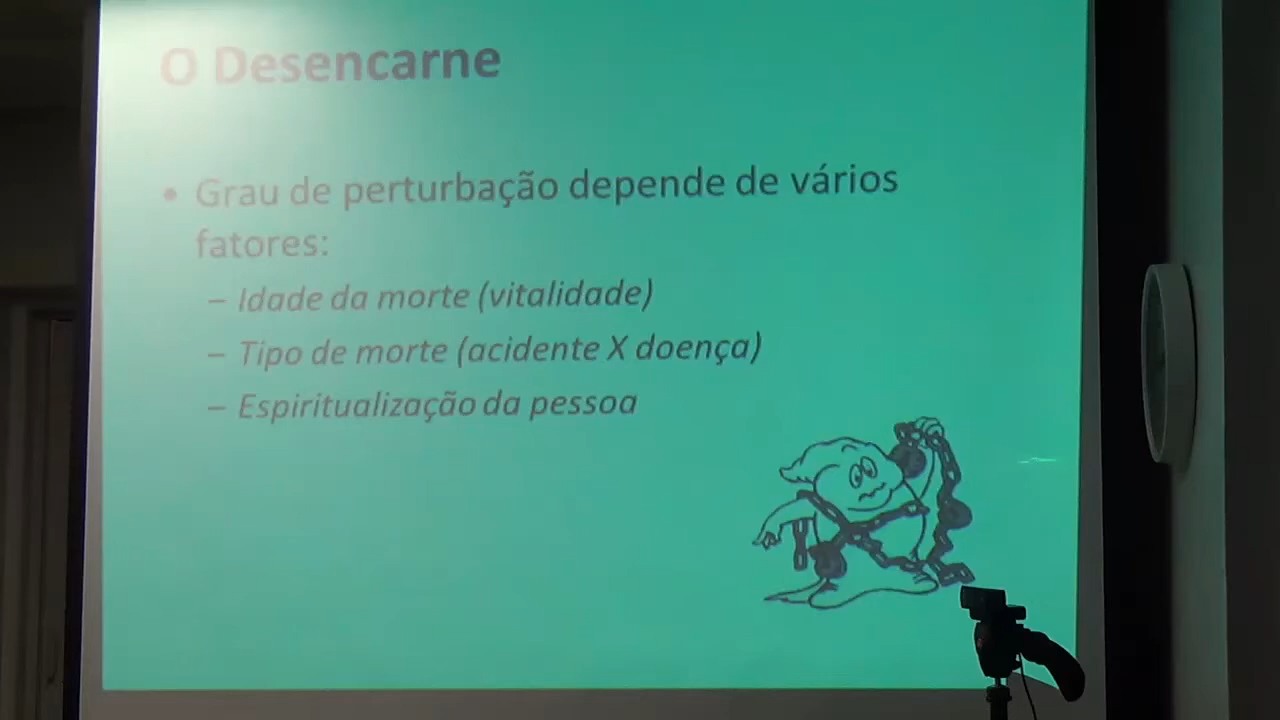 O Desencarne
• Grau de perturbação depende de vários
fatores:
– Idade da morte (vitalidade)
– Tipo de morte (acidente X doença)
– Espiritualização da pessoa